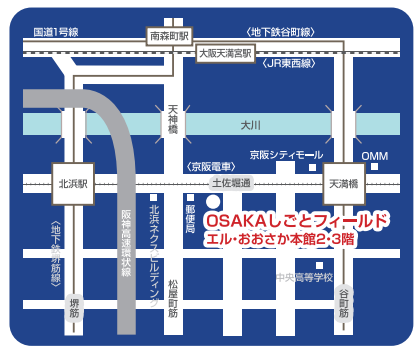 国道1号線
南森町駅
〈地下鉄谷町線〉
大阪天満宮駅
〈JR東西線〉
天神橋
大川
京阪シティモール
OMM
〈京阪電車〉
北浜駅
土佐堀通
天満橋
OSAKAしごとフィールド
エル・おおさか本館2・3階
郵便局
北浜ネクスビルディング
阪神高速環状線
〈地下鉄堺筋線〉
中央高等学校
堺筋
松屋町筋
谷町筋